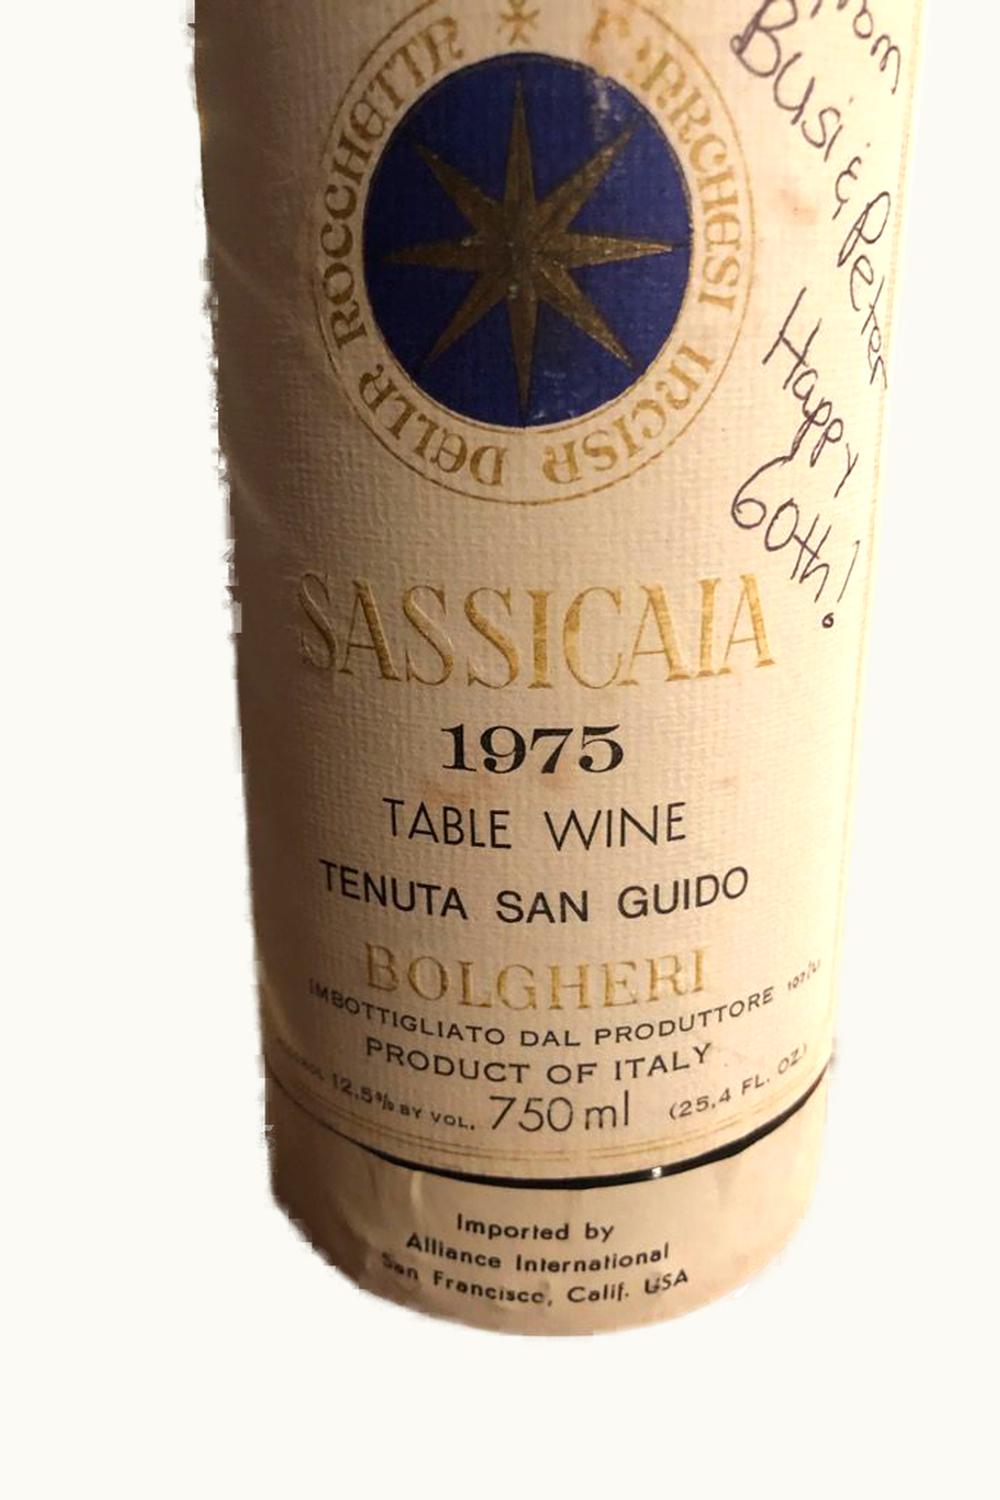 from
Busi & Peter
Happy
60th!
INCISA DELLA ROCCHETTA
SASSICAIA
1975
TABLE WINE
TENUTA SAN GUIDO
BOLGHERI
IMBOTTIGLIATO DAL PRODUTTORE
PRODUCT OF ITALY
12.5% BY VOL. 750 ml (25.4 FL. OZ.)
Imported by
Alliance International
San Francisco, Calif. USA